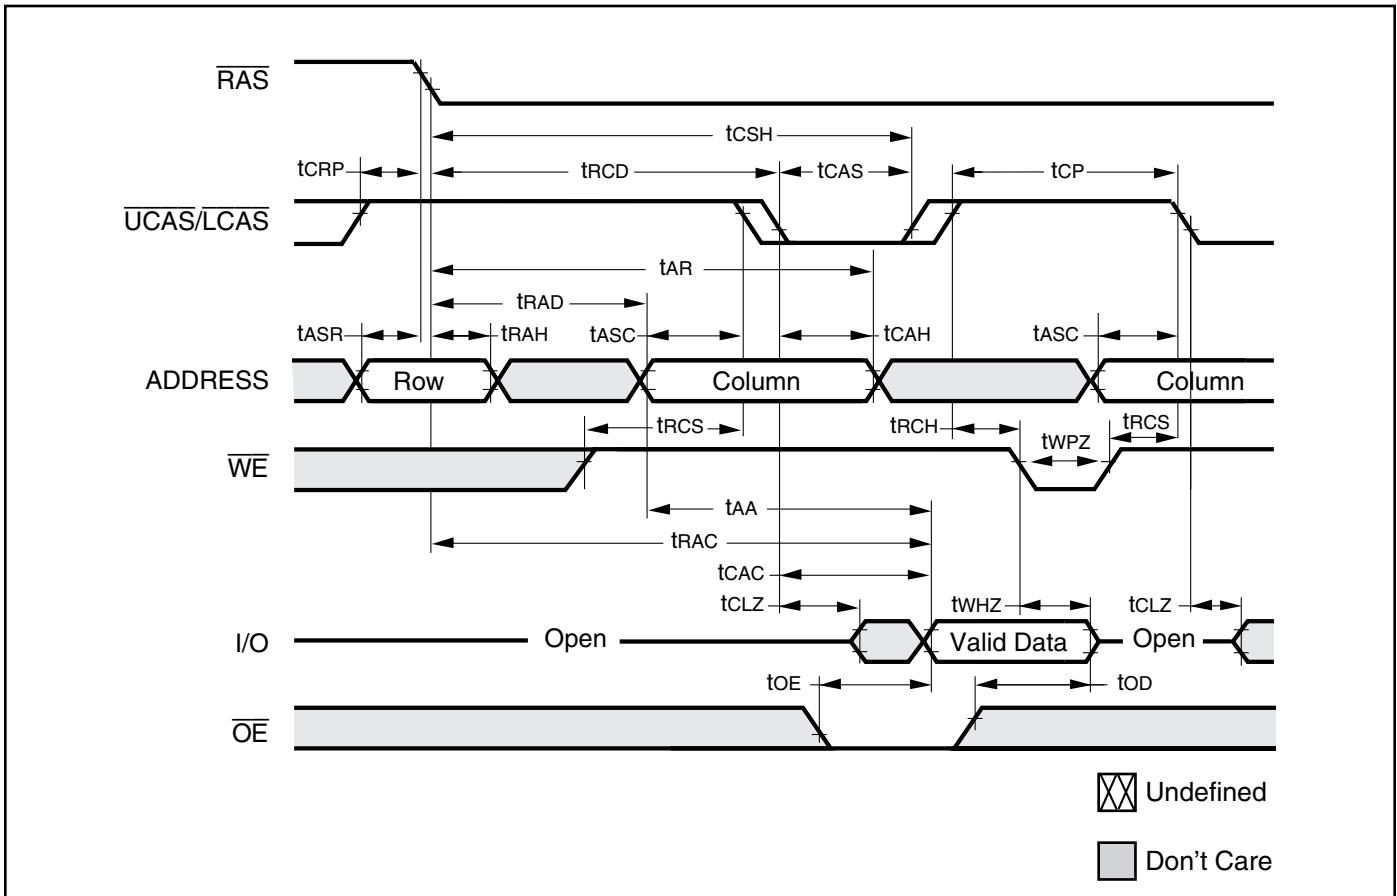 RAS
tCSH
tCRP
tRCD
tCAS
tCP
UCAS/LCAS
tAR
tRAD
tASR
tRAH
tASC
tCAH
tASC
ADDRESS
Row
Column
Column
tRCS
tRCH
tWPZ
tRCS
WE
tAA
tRAC
tCAC
tCLZ
tWHZ
tCLZ
I/O
Open
Valid Data
Open
tOE
tOD
OE
Undefined
Don't Care